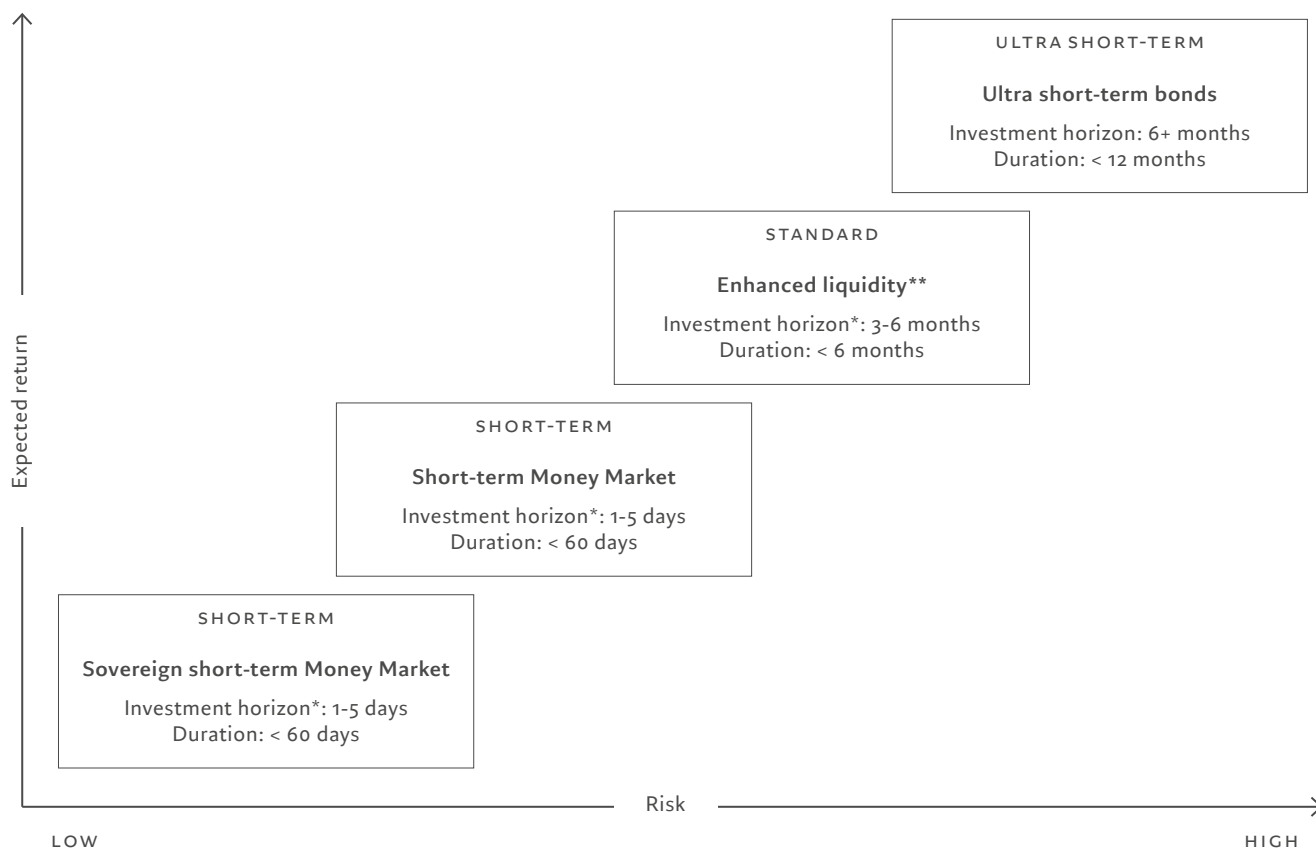 ULTRA SHORT-TERM
Ultra short-term bonds
Investment horizon: 6+ months
Duration: < 12 months
STANDARD
Enhanced liquidity**
Investment horizon*: 3-6 months
Duration: < 6 months
Expected return
SHORT-TERM
Short-term Money Market
Investment horizon*: 1-5 days
Duration: < 60 days
SHORT-TERM
Sovereign short-term Money Market
Investment horizon*: 1-5 days
Duration: < 60 days
Risk
LOW
HIGH